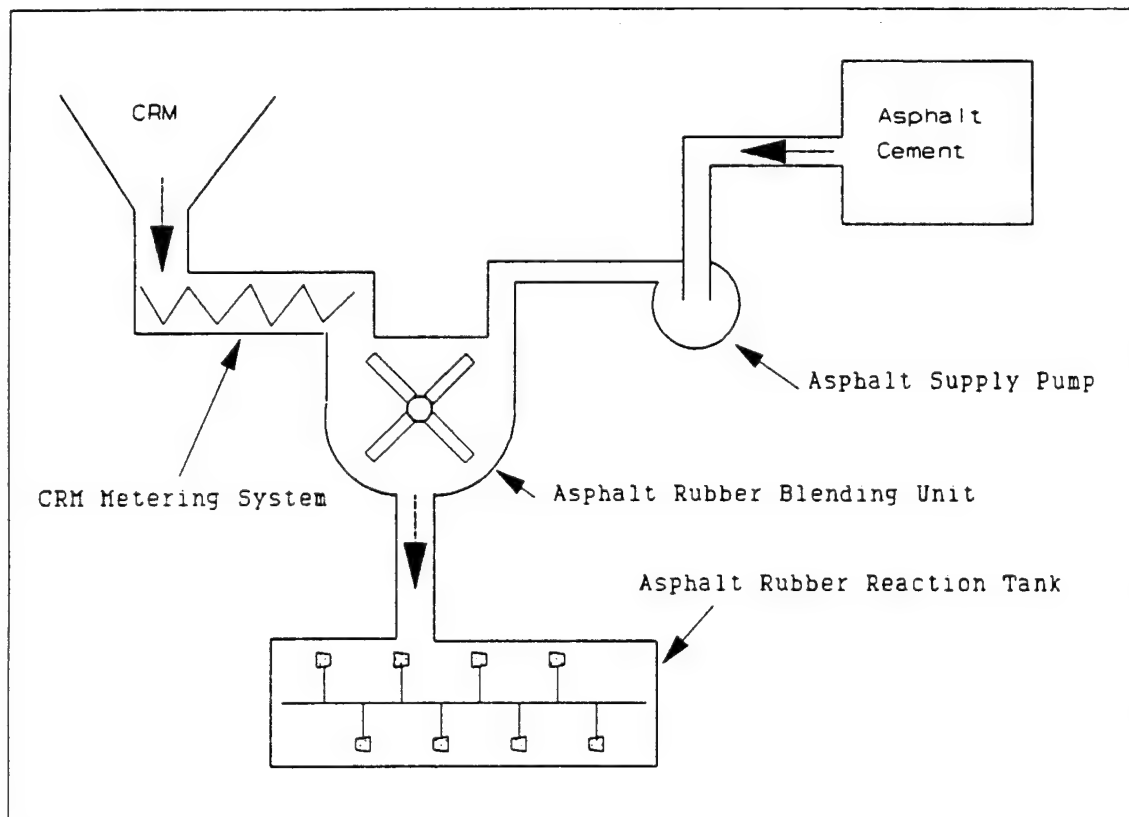 CRM
Asphalt
Cement
Asphalt Supply Pump
CRM Metering System
Asphalt Rubber Blending Unit
Asphalt Rubber Reaction Tank